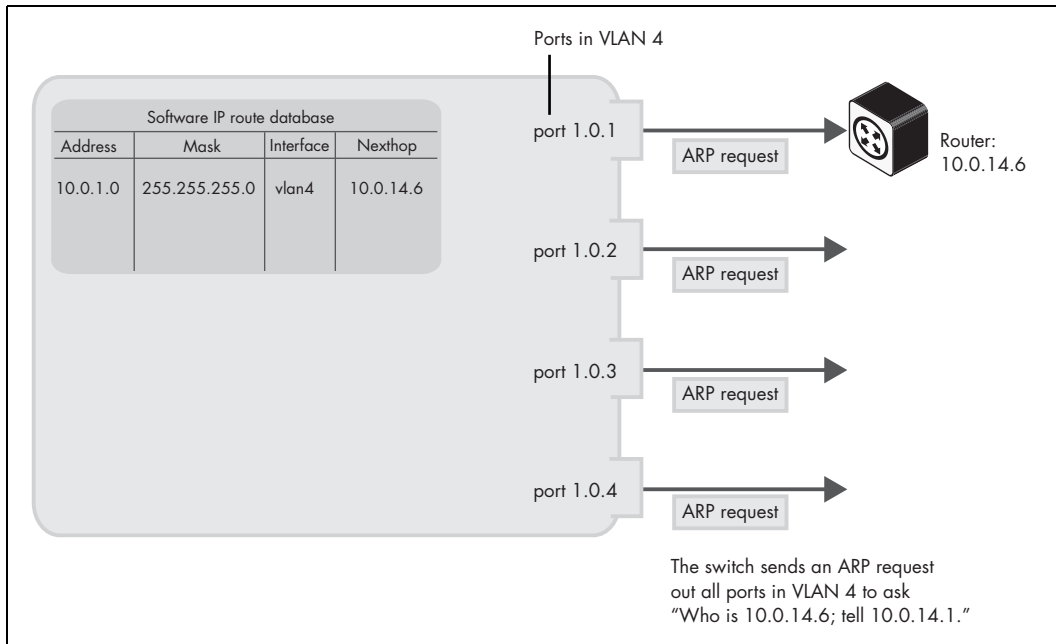 Ports in VLAN 4
Software IP route database
Address Mask Interface Nexthop
10.0.1.0 255.255.255.0 vlan4 10.0.14.6
port 1.0.1
ARP request
Router:
10.0.14.6
port 1.0.2
ARP request
port 1.0.3
ARP request
port 1.0.4
ARP request
The switch sends an ARP request
out all ports in VLAN 4 to ask
“Who is 10.0.14.6; tell 10.0.14.1.”